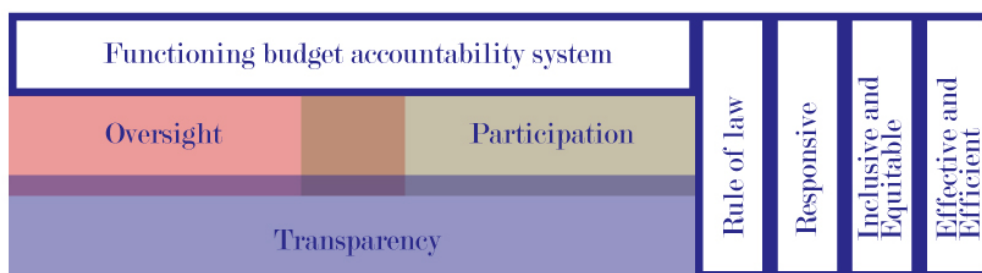 Functioning budget accountability system
Oversight
Participation
Transparency
Rule of law
Responsive
Inclusive and
Equitable
Effective and
Efficient